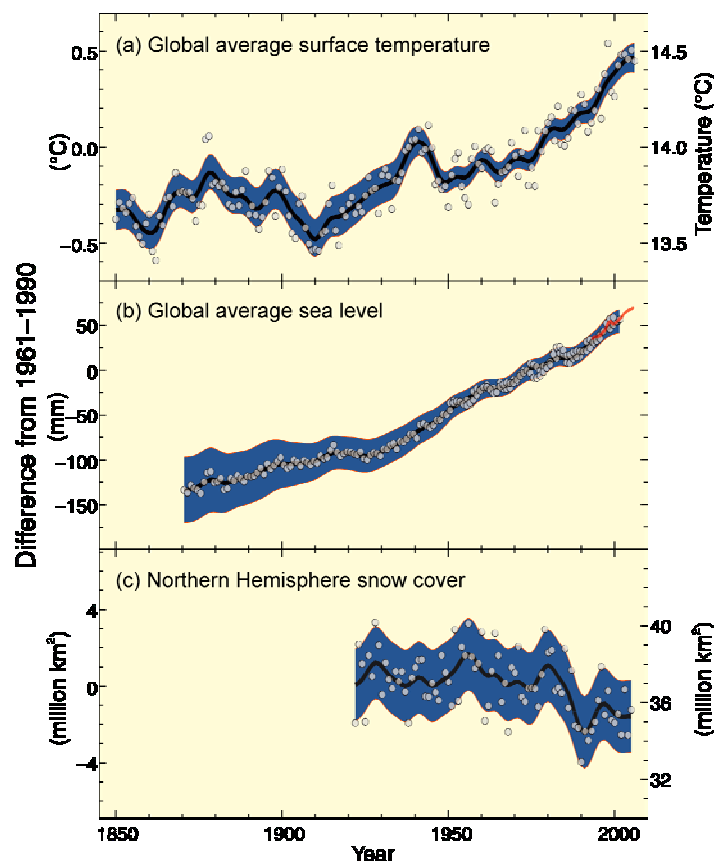 (a) Global average surface temperature
0.5
0.0
−0.5
(°C)
14.5
14.0
13.5
Temperature (°C)
Difference from 1961–1990
(b) Global average sea level
50
0
−50
−100
−150
(mm)
(c) Northern Hemisphere snow cover
4
0
−4
(million km²)
40
36
32
(million km²)
1850 1900 1950 2000
Year